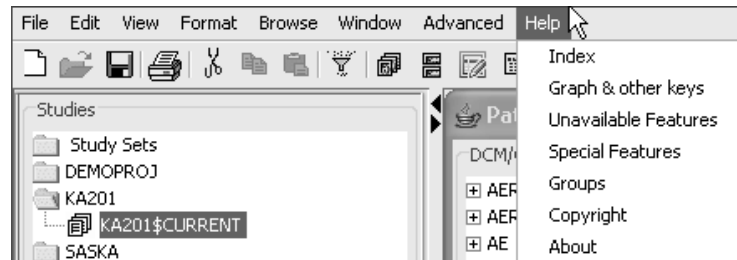 File Edit View Format Browse Window Advanced Help
Index
Graph & other keys
Unavailable Features
Special Features
Groups
Copyright
About
Studies
Study Sets
DEMOPROJ
KA201
KA201$CURRENT
SASKA
Pat
DCM/
AER
AER
AE